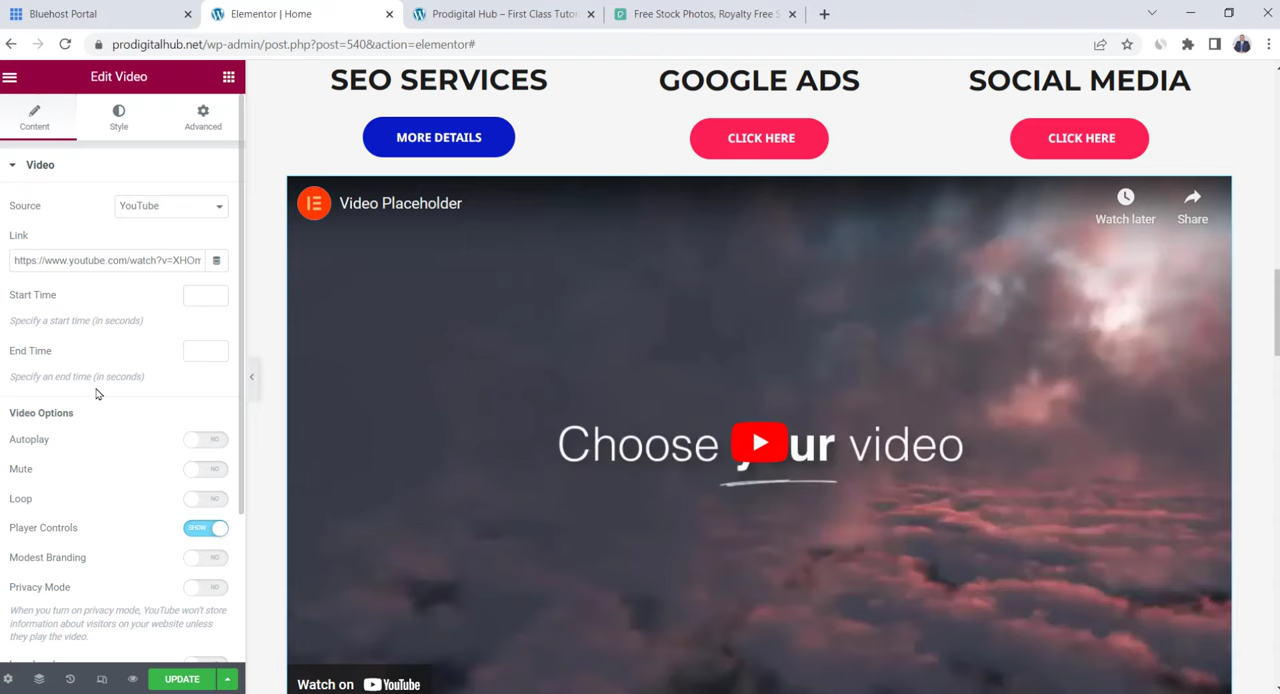 Bluehost Portal
Elementor | Home
Prodigital Hub – First Class Tutor
Free Stock Photos, Royalty Free S
prodigitalhub.net/wp-admin/post.php?post=540&action=elementor#
Edit Video
Content
Style
Advanced
Video
Source
YouTube
Link
https://www.youtube.com/watch?v=XHOm
Start Time
Specify a start time (in seconds)
End Time
Specify an end time (in seconds)
Video Options
Autoplay
NO
Mute
NO
Loop
NO
Player Controls
SHOW
Modest Branding
NO
Privacy Mode
NO
When you turn on privacy mode, YouTube won't store
information about visitors on your website unless
they play the video.
UPDATE
SEO SERVICES
GOOGLE ADS
SOCIAL MEDIA
MORE DETAILS
CLICK HERE
CLICK HERE
Video Placeholder
Watch later
Share
Choose your video
Watch on YouTube